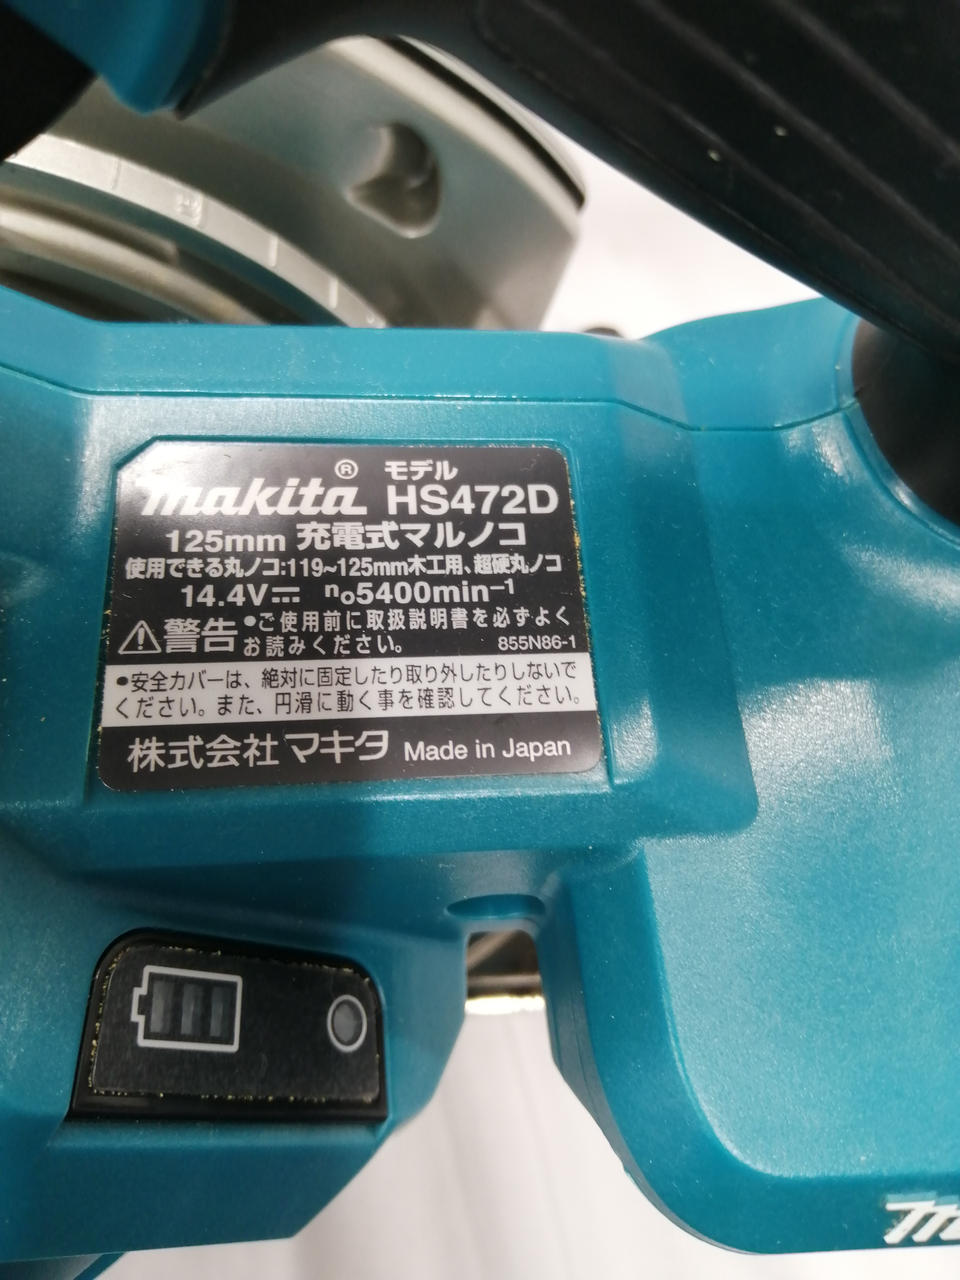 makita® モデル HS472D
125mm 充電式マルノコ
使用できる丸ノコ:119~125mm木工用、超硬丸ノコ
14.4V⎓ n₀5400min⁻¹
⚠警告 •ご使用前に取扱説明書を必ずよく
お読みください。 855N86-1
•安全カバーは、絶対に固定したり取り外したりしないで
ください。また、円滑に動く事を確認してください。
株式会社マキタ Made in Japan